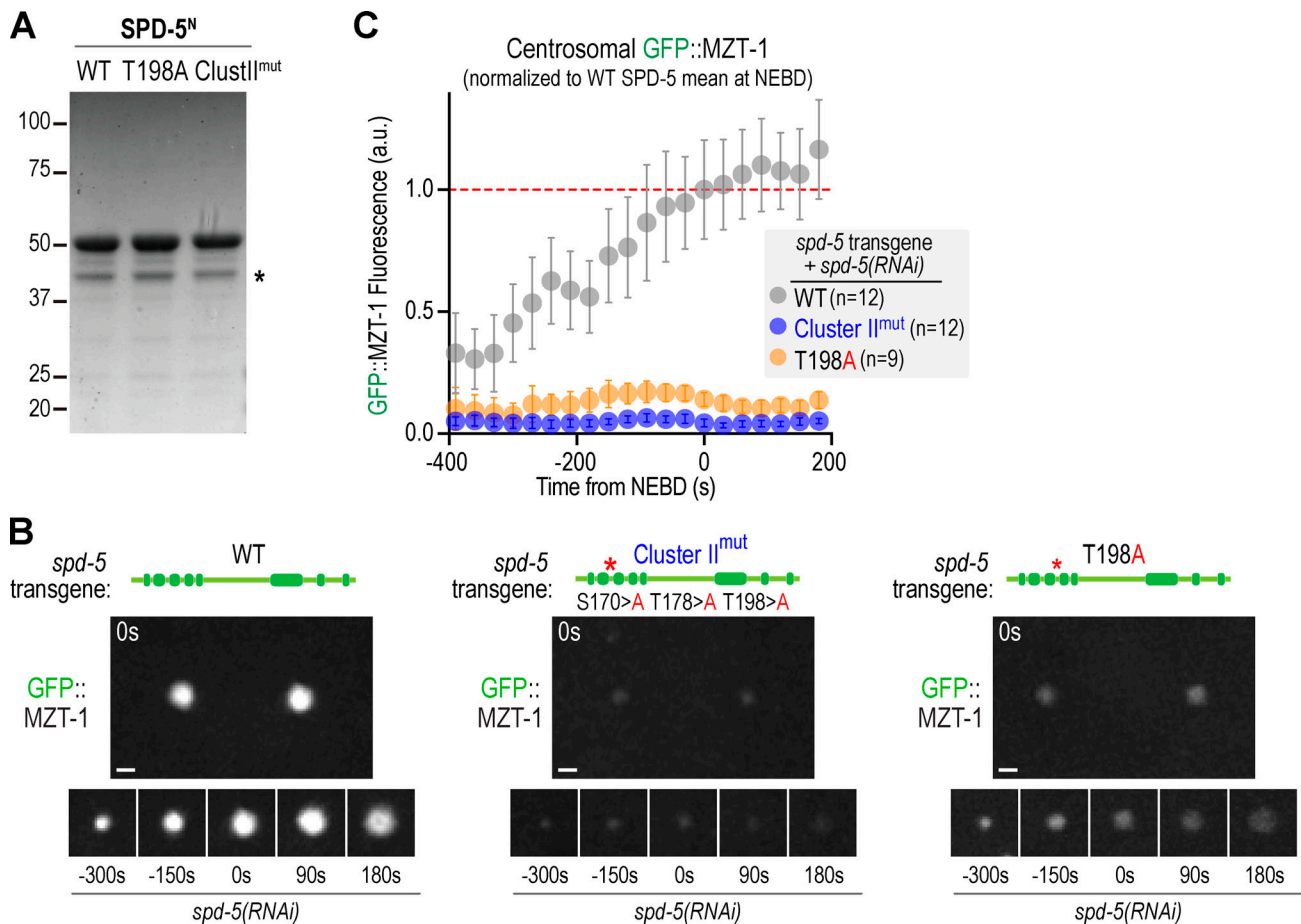 A
SPD-5ᴺ
WT T198A ClustIIᵐᵘᵗ
100
75
50
*
37
25
20
C
Centrosomal GFP::MZT-1
(normalized to WT SPD-5 mean at NEBD)
GFP::MZT-1 Fluorescence (a.u.)
1.0
0.5
0.0
-400 -200 0 200
Time from NEBD (s)
spd-5 transgene
+ spd-5(RNAi)
WT (n=12)
Cluster IIᵐᵘᵗ (n=12)
T198A (n=9)
B
spd-5
transgene:
WT
0s
GFP::
MZT-1
-300s -150s 0s 90s 180s
spd-5(RNAi)
spd-5
transgene:
Cluster IIᵐᵘᵗ
*
S170>A T178>A T198>A
0s
GFP::
MZT-1
-300s -150s 0s 90s 180s
spd-5(RNAi)
spd-5
transgene:
T198A
*
0s
GFP::
MZT-1
-300s -150s 0s 90s 180s
spd-5(RNAi)